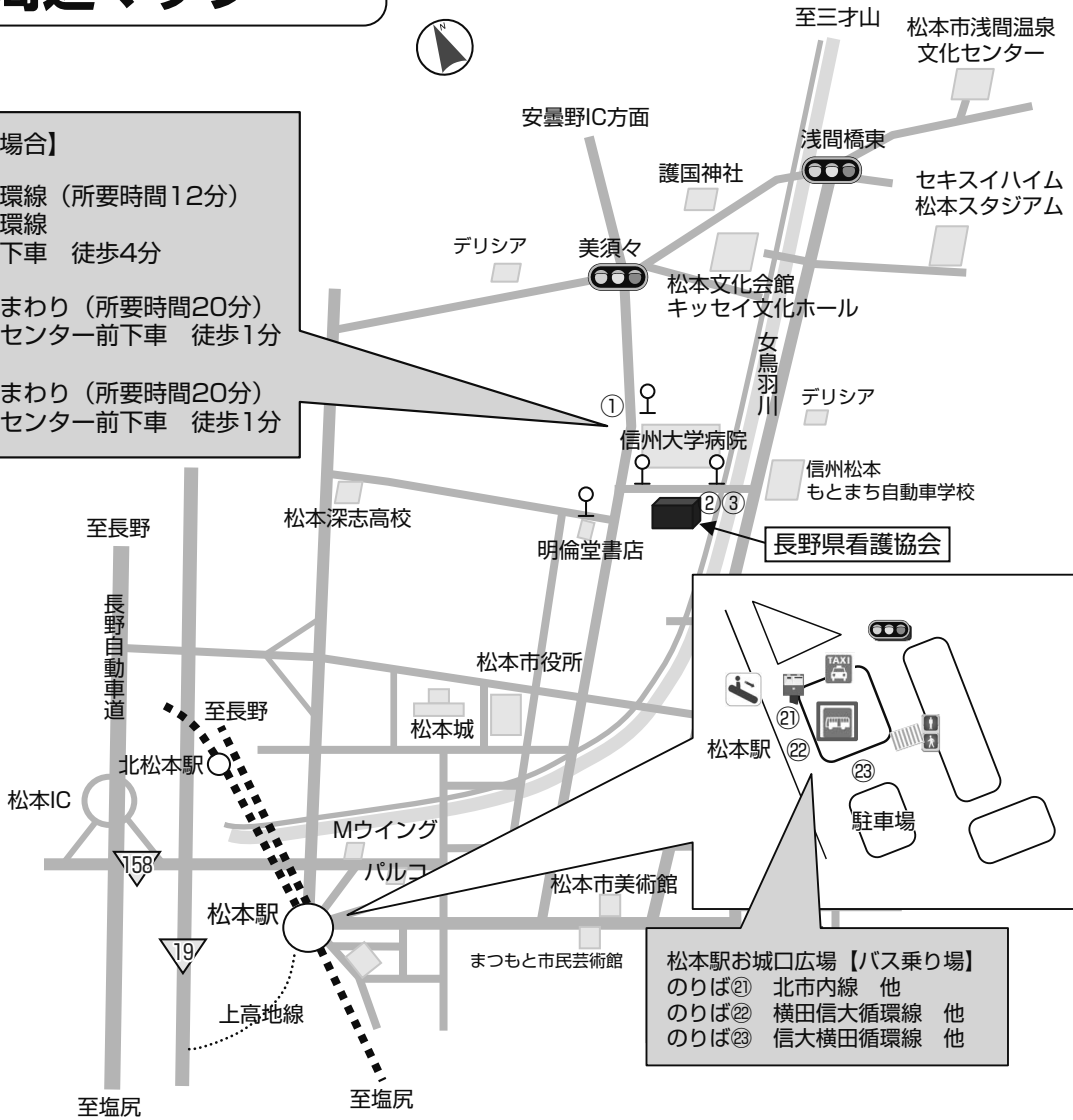 周辺マップ
N
至三才山
松本市浅間温泉
文化センター
安曇野IC方面
浅間橋東
護国神社
セキスイハイム
松本スタジアム
デリシア
美須々
松本文化会館
キッセイ文化ホール
場合】
環線（所要時間12分）
環線
下車　徒歩4分
まわり（所要時間20分）
センター前下車　徒歩1分
まわり（所要時間20分）
センター前下車　徒歩1分
女鳥羽川
デリシア
①
信州大学病院
信州松本
もとまち自動車学校
②③
松本深志高校
明倫堂書店
長野県看護協会
至長野
長野自動車道
松本市役所
至長野
松本城
北松本駅
松本IC
Mウイング
158
パルコ
松本駅
19
松本市美術館
まつもと市民芸術館
上高地線
至塩尻
至塩尻
TAXI
㉑
松本駅
㉒
㉓
駐車場
松本駅お城口広場【バス乗り場】
のりば㉑　北市内線　他
のりば㉒　横田信大循環線　他
のりば㉓　信大横田循環線　他